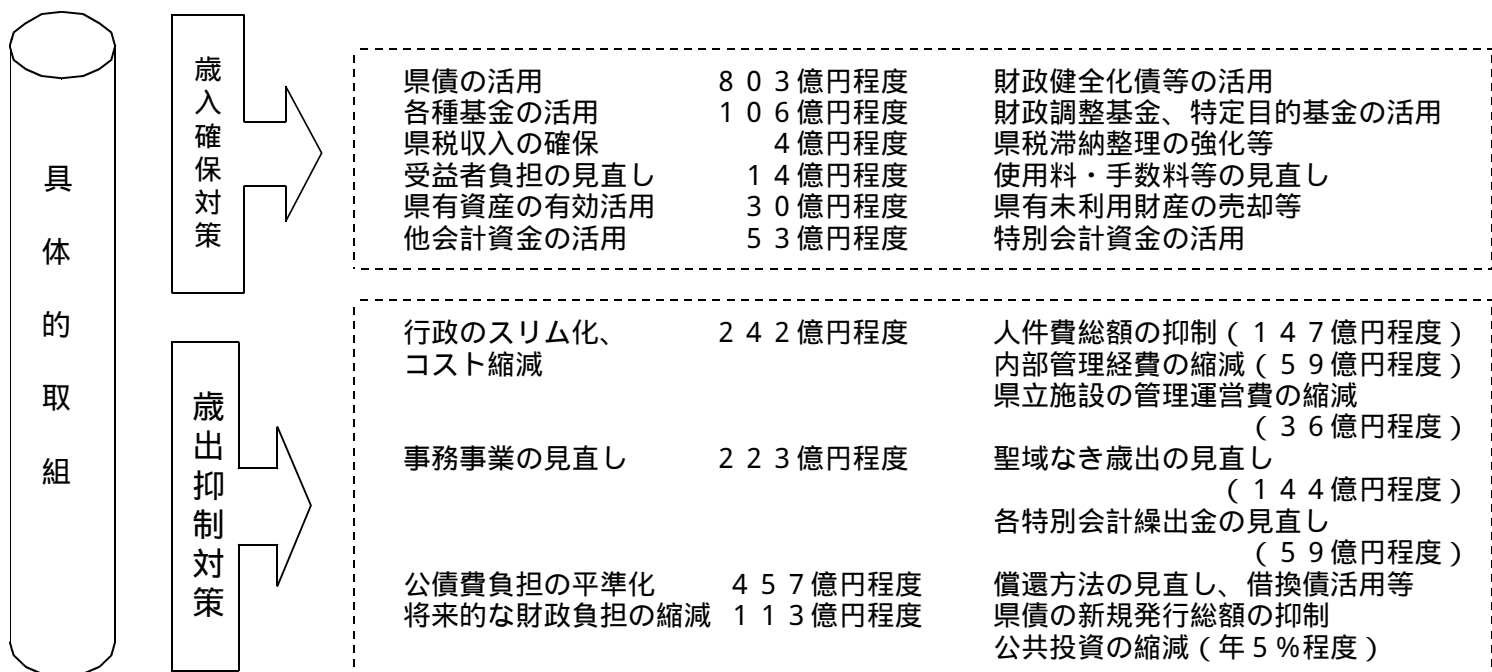 具体的取組
歳入確保対策
県債の活用 803億円程度 財政健全化債等の活用
各種基金の活用 106億円程度 財政調整基金、特定目的基金の活用
県税収入の確保 4億円程度 県税滞納整理の強化等
受益者負担の見直し 14億円程度 使用料・手数料等の見直し
県有資産の有効活用 30億円程度 県有未利用財産の売却等
他会計資金の活用 53億円程度 特別会計資金の活用
歳出抑制対策
行政のスリム化、 242億円程度 人件費総額の抑制(147億円程度)
コスト縮減 内部管理経費の縮減(59億円程度)
県立施設の管理運営費の縮減
(36億円程度)
事務事業の見直し 223億円程度 聖域なき歳出の見直し
(144億円程度)
各特別会計繰出金の見直し
(59億円程度)
公債費負担の平準化 457億円程度 償還方法の見直し、借換債活用等
将来的な財政負担の縮減 113億円程度 県債の新規発行総額の抑制
公共投資の縮減(年5%程度)